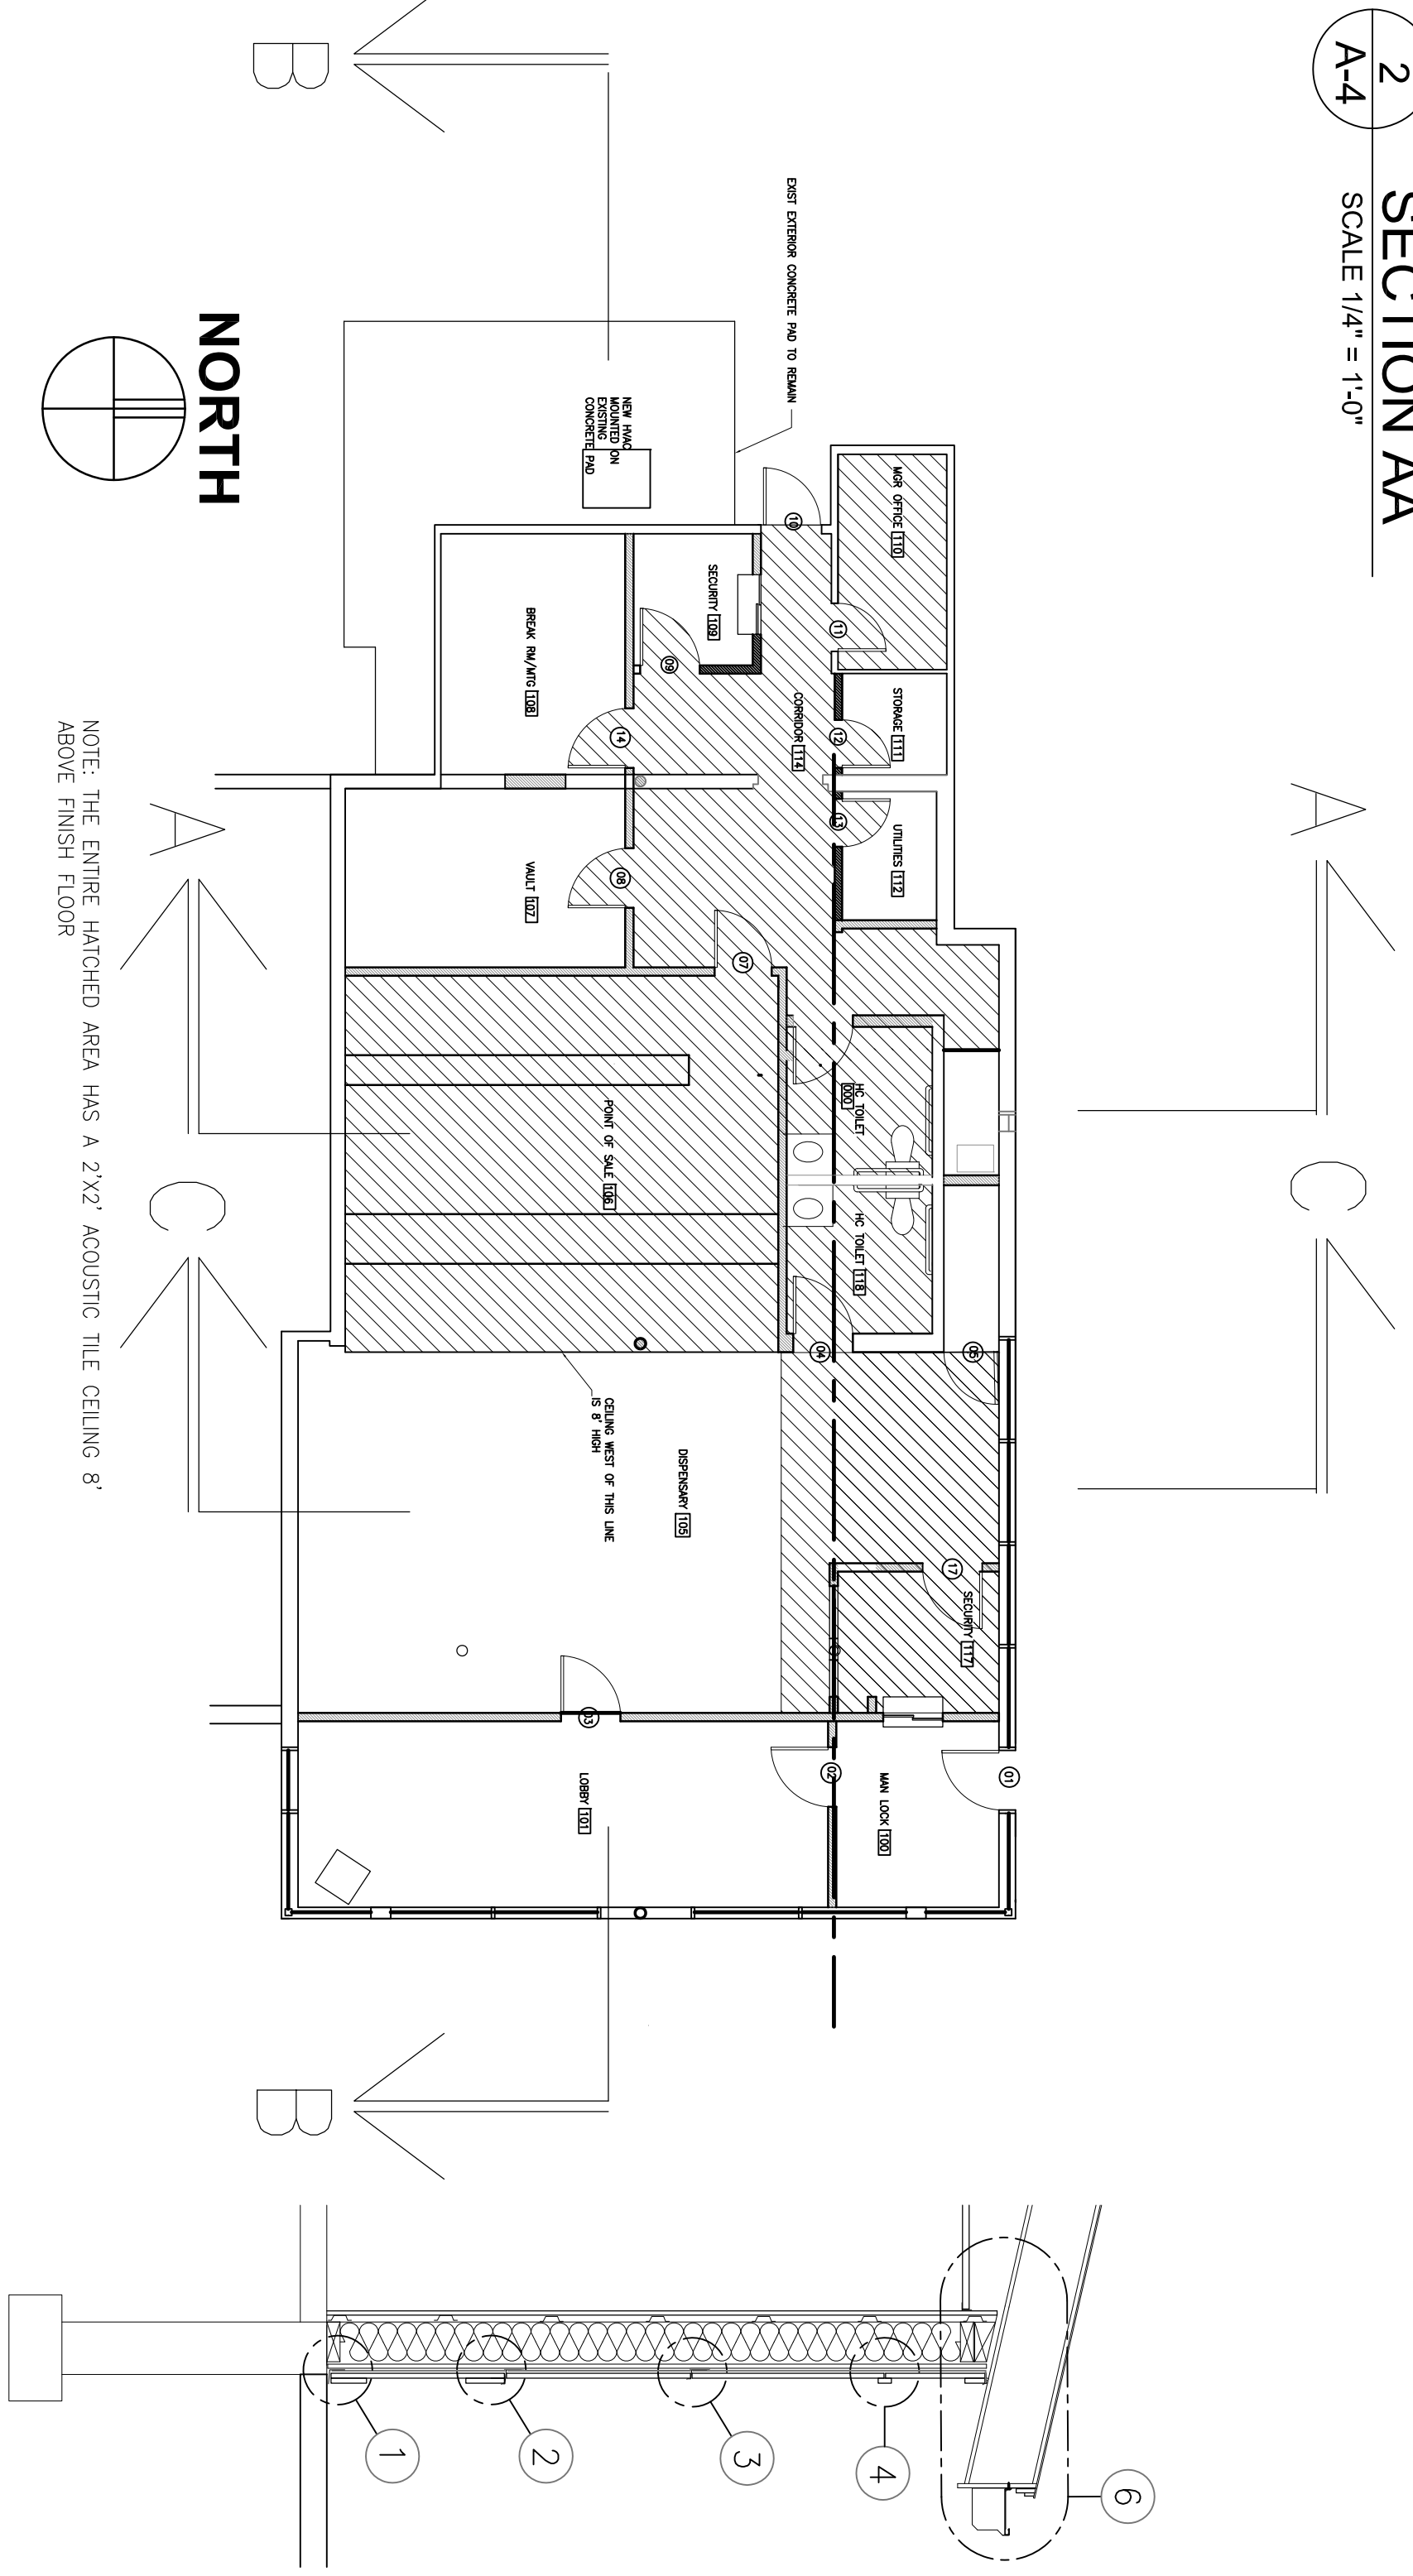 2
A-4
SECTION AA
SCALE 1/4" = 1'-0"
A
C
B
EXIST EXTERIOR CONCRETE PAD TO REMAIN
NEW HVAC
MOUNTED ON
EXISTING
CONCRETE PAD
MGR OFFICE 110
STORAGE 111
UTILITIES 112
SECURITY 109
CORRIDOR 114
BREAK RM/MTG 108
VAULT 107
HC TOILET
000
HC TOILET 118
POINT OF SALE 106
DISPENSARY 105
CEILING WEST OF THIS LINE
IS 8' HIGH
SECURITY 117
MAN LOCK 100
LOBBY 101
10
11
12
13
09
14
08
07
04
05
17
03
02
01
B
A
C
NORTH
NOTE: THE ENTIRE HATCHED AREA HAS A 2'X2' ACOUSTIC TILE CEILING 8'
ABOVE FINISH FLOOR
6
4
3
2
1